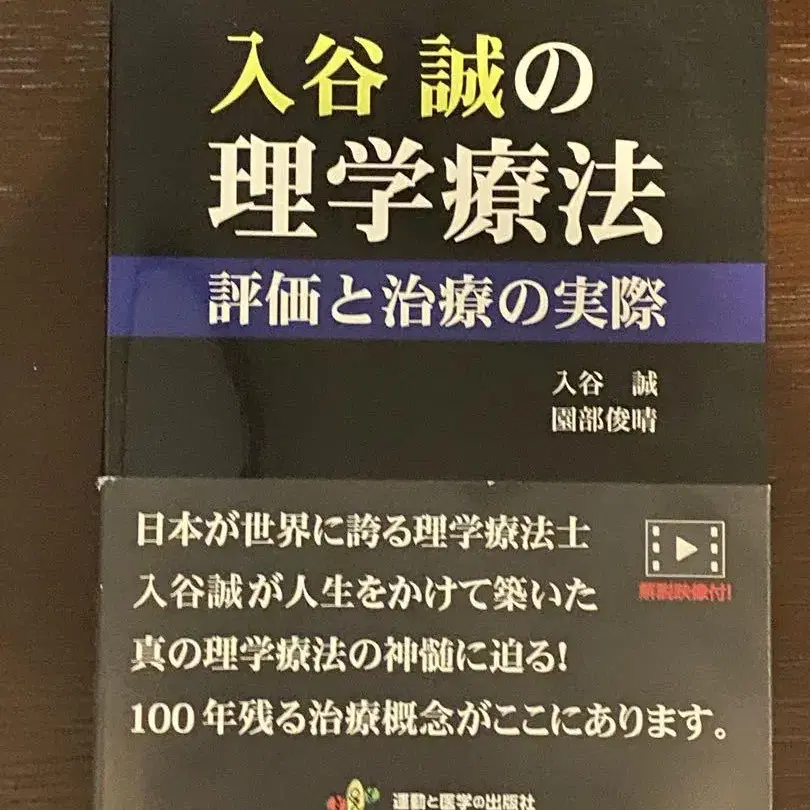 入谷 誠の
理学療法
評価と治療の実際
入谷 誠
園部俊晴
日本が世界に誇る理学療法士
入谷誠が人生をかけて築いた
真の理学療法の神髄に迫る!
100年残る治療概念がここにあります。
解説映像付!
運動と医学の出版社